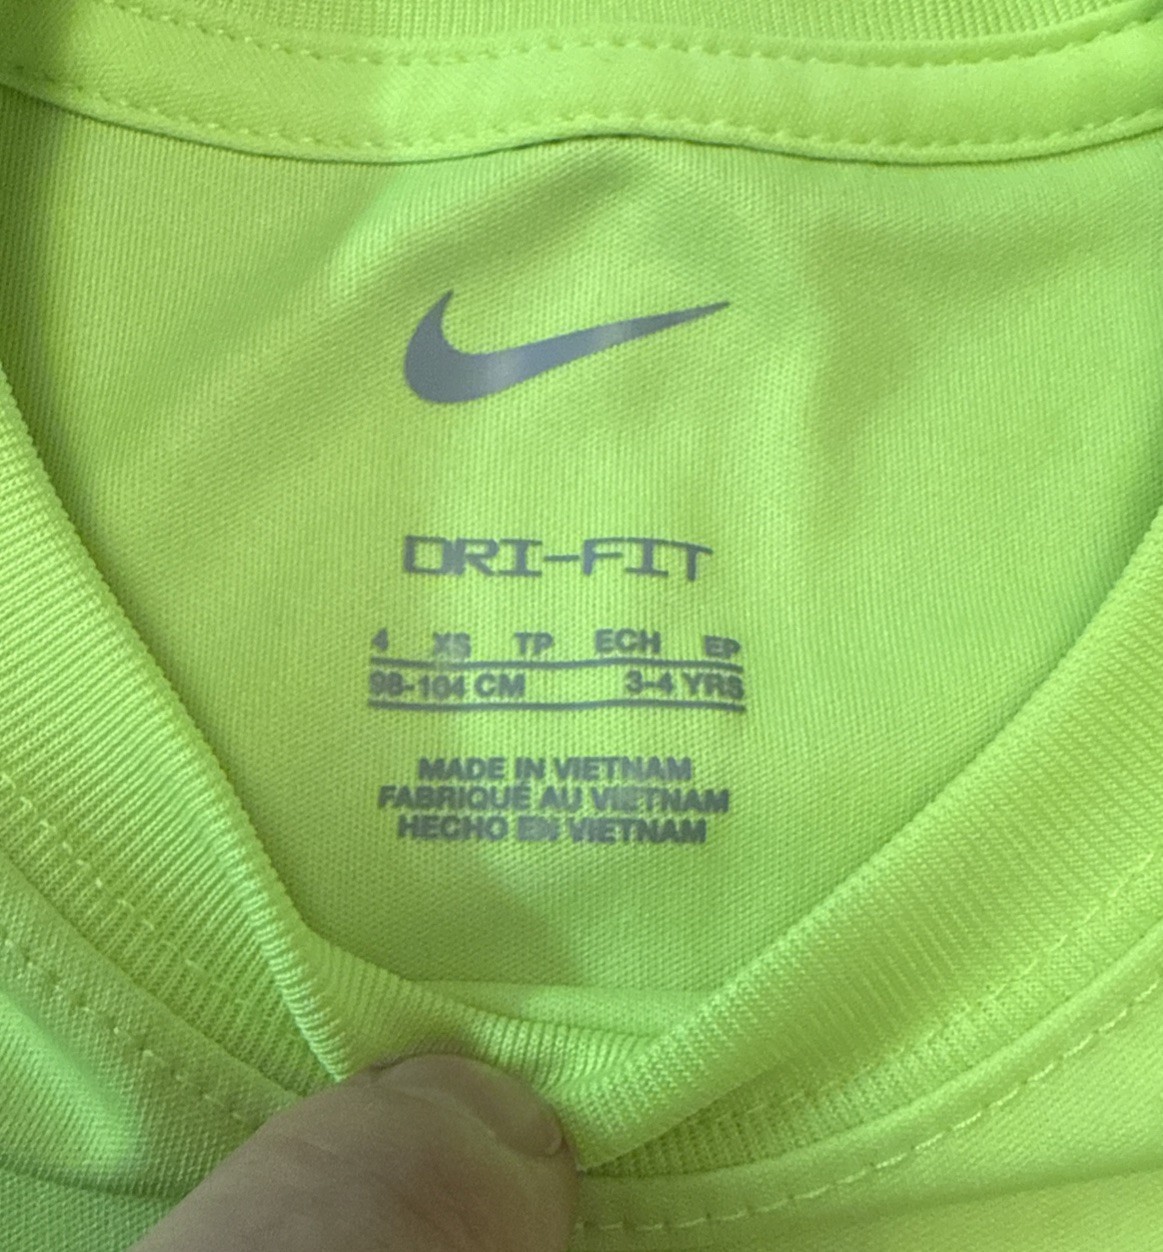 DRI-FIT
4 XS TP ECH EP
98-104 CM 3-4 YRS
MADE IN VIETNAM
FABRIQUÉ AU VIETNAM
HECHO EN VIETNAM